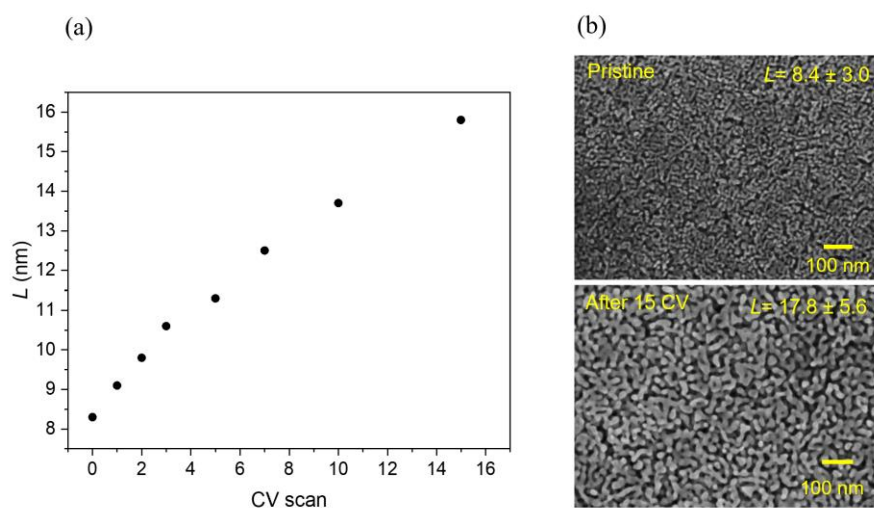 (a)
(b)
16
15
14
13
12
11
10
9
8
L (nm)
0 2 4 6 8 10 12 14 16
CV scan
Pristine L= 8.4 ± 3.0
100 nm
After 15 CV L= 17.8 ± 5.6
100 nm